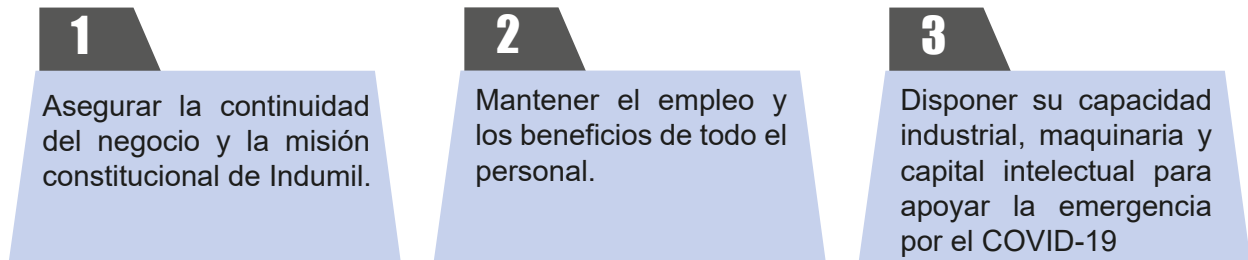 1
Asegurar la continuidad
del negocio y la misión
constitucional de Indumil.
2
Mantener el empleo y
los beneficios de todo el
personal.
3
Disponer su capacidad
industrial, maquinaria y
capital intelectual para
apoyar la emergencia
por el COVID-19